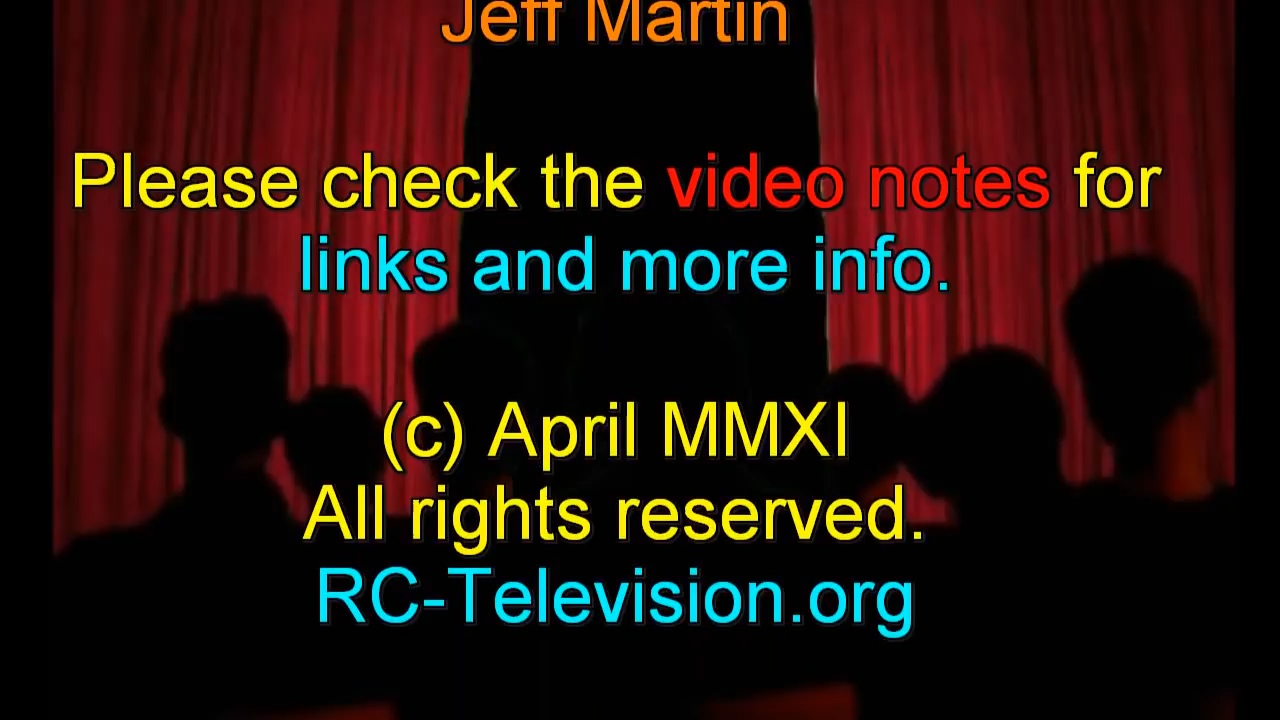 Jeff Martin
Please check the video notes for
links and more info.
(c) April MMXI
All rights reserved.
RC-Television.org